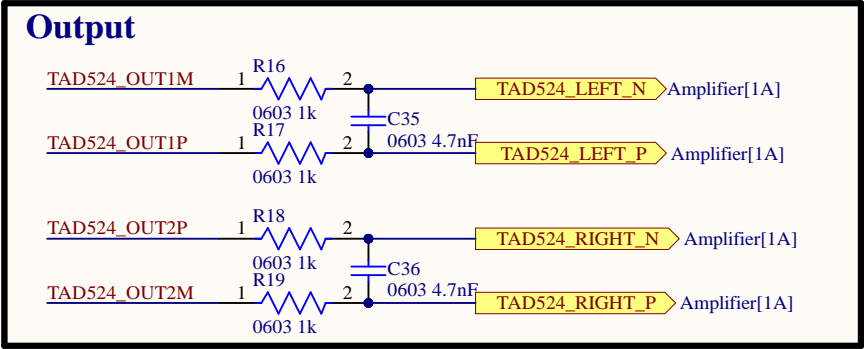 Output
TAD524_OUT1M 1 R16 2 TAD524_LEFT_N Amplifier[1A]
0603 1k
C35
TAD524_OUT1P 1 R17 2 0603 4.7nF TAD524_LEFT_P Amplifier[1A]
0603 1k
TAD524_OUT2P 1 R18 2 TAD524_RIGHT_N Amplifier[1A]
0603 1k
C36
TAD524_OUT2M 1 R19 2 0603 4.7nF TAD524_RIGHT_P Amplifier[1A]
0603 1k